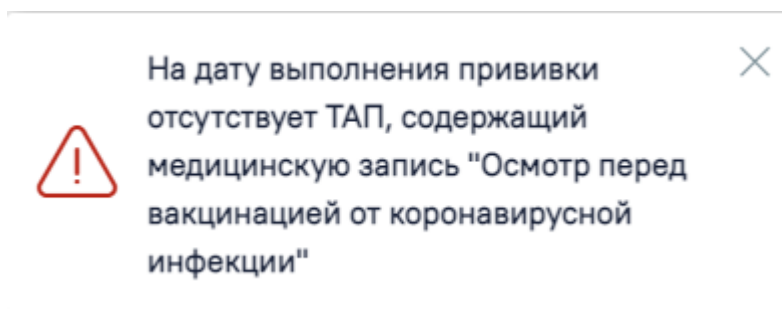 На дату выполнения прививки
отсутствует ТАП, содержащий
медицинскую запись "Осмотр перед
вакцинацией от коронавирусной
инфекции"